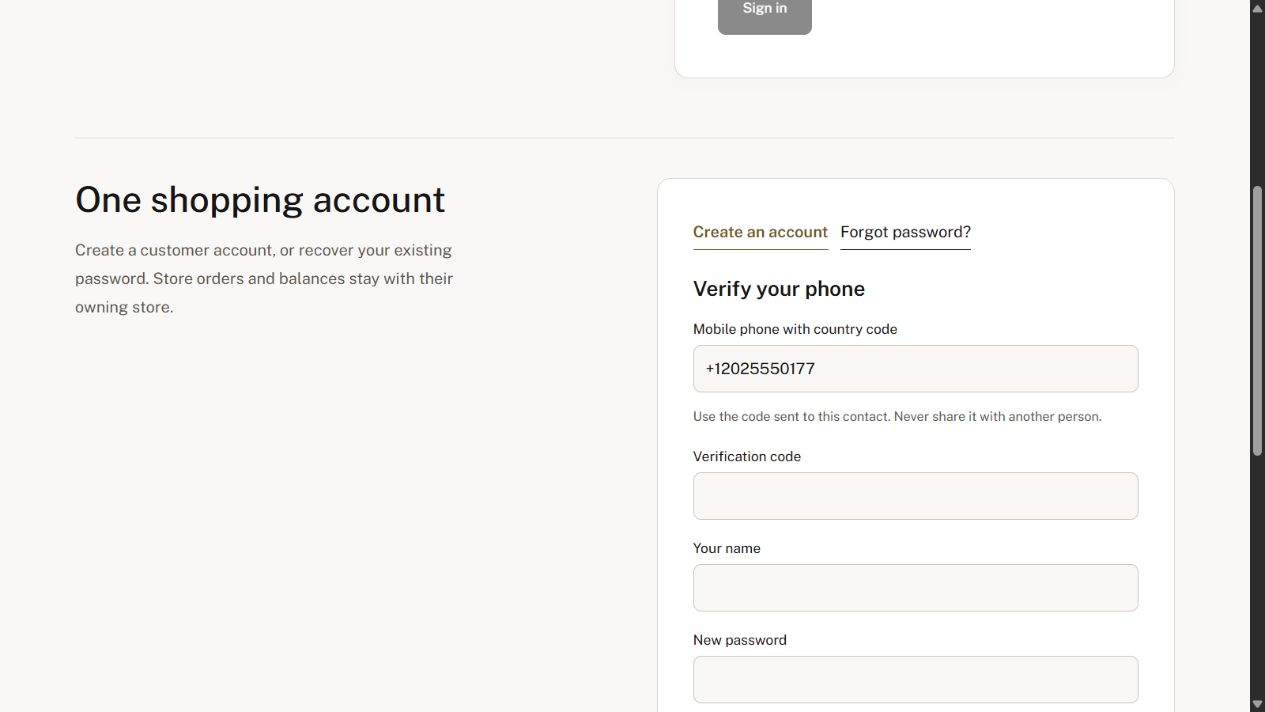 Sign in
One shopping account
Create a customer account, or recover your existing
password. Store orders and balances stay with their
owning store.
Create an account Forgot password?
Verify your phone
Mobile phone with country code
+12025550177
Use the code sent to this contact. Never share it with another person.
Verification code
Your name
New password